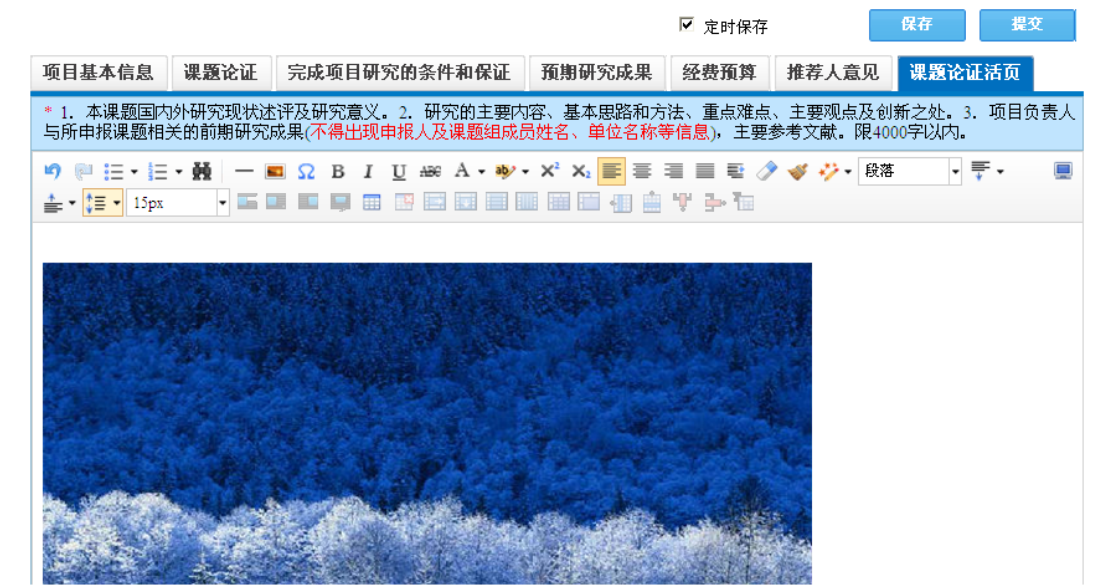 定时保存 保存 提交
项目基本信息 课题论证 完成项目研究的条件和保证 预期研究成果 经费预算 推荐人意见 课题论证活页
* 1. 本课题国内外研究现状述评及研究意义。2. 研究的主要内容、基本思路和方法、重点难点、主要观点及创新之处。3. 项目负责人
与所申报课题相关的前期研究成果(不得出现申报人及课题组成员姓名、单位名称等信息)，主要参考文献。限4000字以内。
Ω B I U ABC A ab X² X₂ 段落
15px